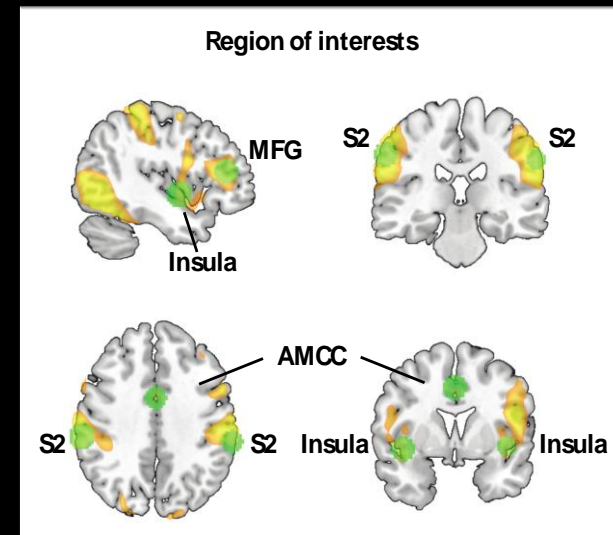 Region of interests
MFG
Insula
S2
S2
AMCC
S2
S2
Insula
Insula